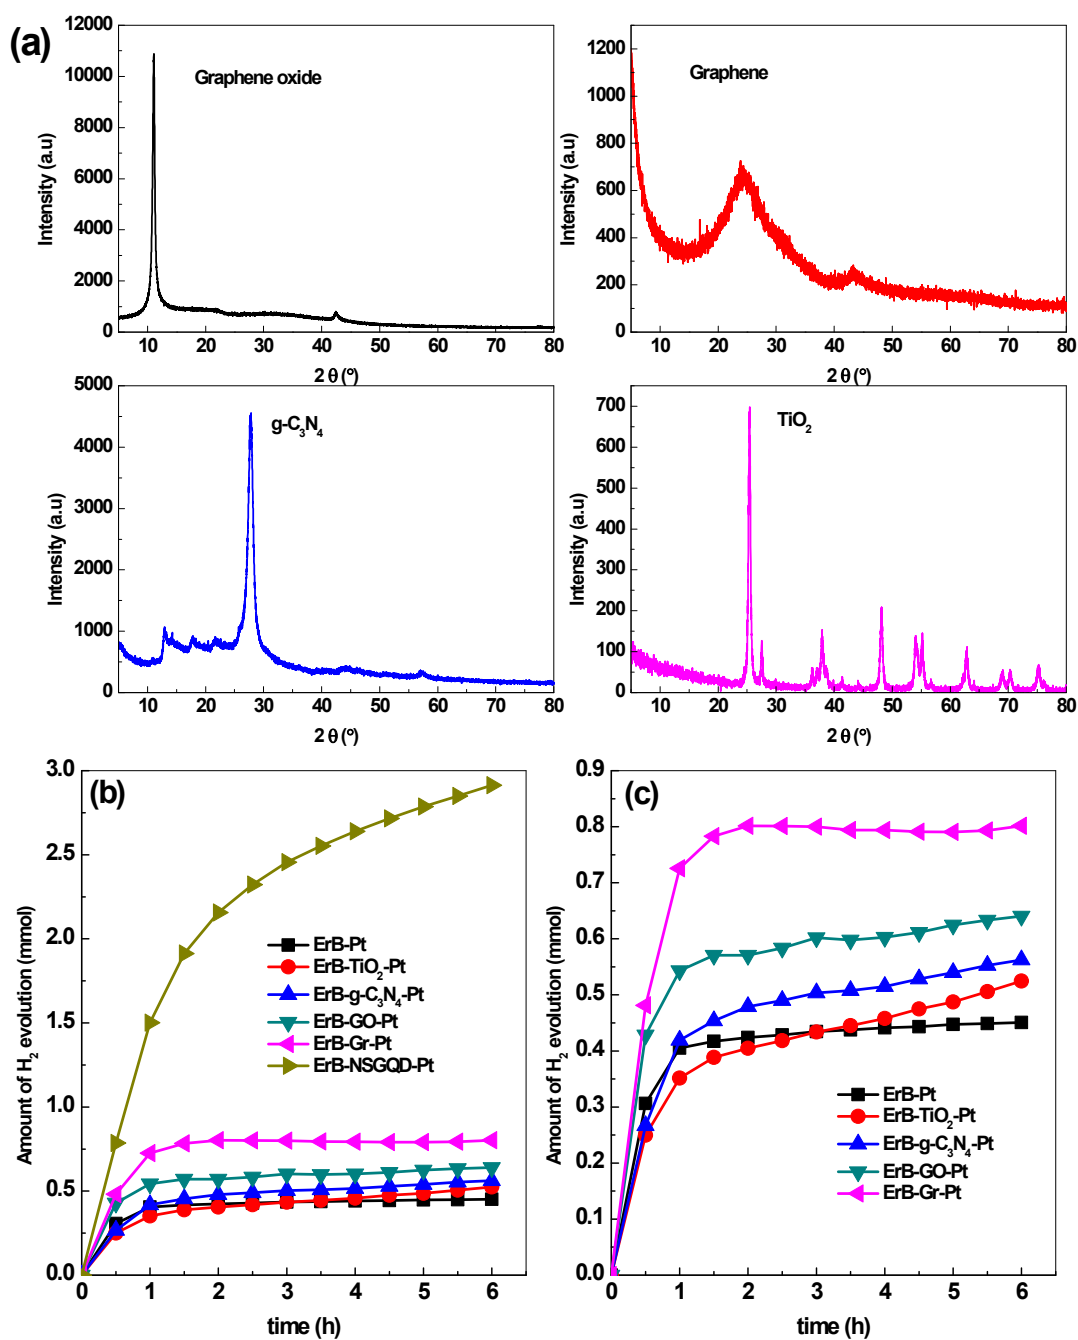 (a)
12000
10000
8000
6000
4000
2000
0
Intensity (a.u)
Graphene oxide
10 20 30 40 50 60 70 80
2 θ (°)
1200
1000
800
600
400
200
0
Intensity (a.u)
Graphene
10 20 30 40 50 60 70 80
2 θ (°)
5000
4000
3000
2000
1000
0
Intensity (a.u)
g-C₃N₄
10 20 30 40 50 60 70 80
2 θ (°)
700
600
500
400
300
200
100
0
Intensity (a.u)
TiO₂
10 20 30 40 50 60 70 80
2 θ (°)
(b)
3.0
2.5
2.0
1.5
1.0
0.5
0.0
Amount of H₂ evolution (mmol)
ErB-Pt
ErB-TiO₂-Pt
ErB-g-C₃N₄-Pt
ErB-GO-Pt
ErB-Gr-Pt
ErB-NSGQD-Pt
0 1 2 3 4 5 6
time (h)
(c)
0.9
0.8
0.7
0.6
0.5
0.4
0.3
0.2
0.1
0.0
Amount of H₂ evolution (mmol)
ErB-Pt
ErB-TiO₂-Pt
ErB-g-C₃N₄-Pt
ErB-GO-Pt
ErB-Gr-Pt
0 1 2 3 4 5 6
time (h)